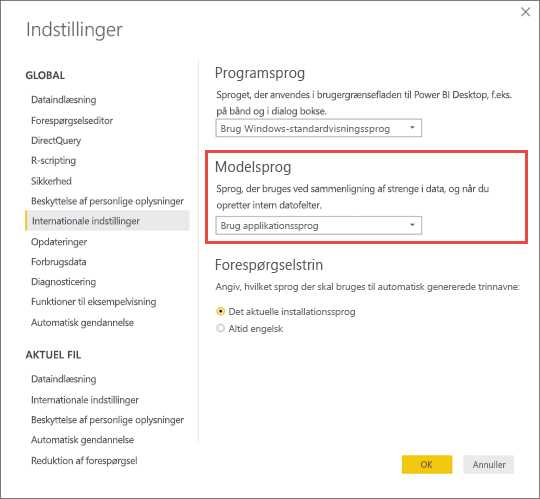 Indstillinger
GLOBAL
Dataindlæsning
Forespørgselseditor
DirectQuery
R-scripting
Sikkerhed
Beskyttelse af personlige oplysninger
Internationale indstillinger
Opdateringer
Forbrugsdata
Diagnosticering
Funktioner til eksempelvisning
Automatisk gendannelse
AKTUEL FIL
Dataindlæsning
Internationale indstillinger
Beskyttelse af personlige oplysninger
Automatisk gendannelse
Reduktion af forespørgsel
Programsprog
Sproget, der anvendes i brugergrænsefladen til Power BI Desktop, f.eks.
på bånd og i dialog bokse.
Brug Windows-standardvisningssprog
Modelsprog
Sprog, der bruges ved sammenligning af strenge i data, og når du
opretter intern datofelter.
Brug applikationssprog
Forespørgselstrin
Angiv, hvilket sprog der skal bruges til automatisk genererede trinnavne:
Det aktuelle installationssprog
Altid engelsk
OK
Annuller